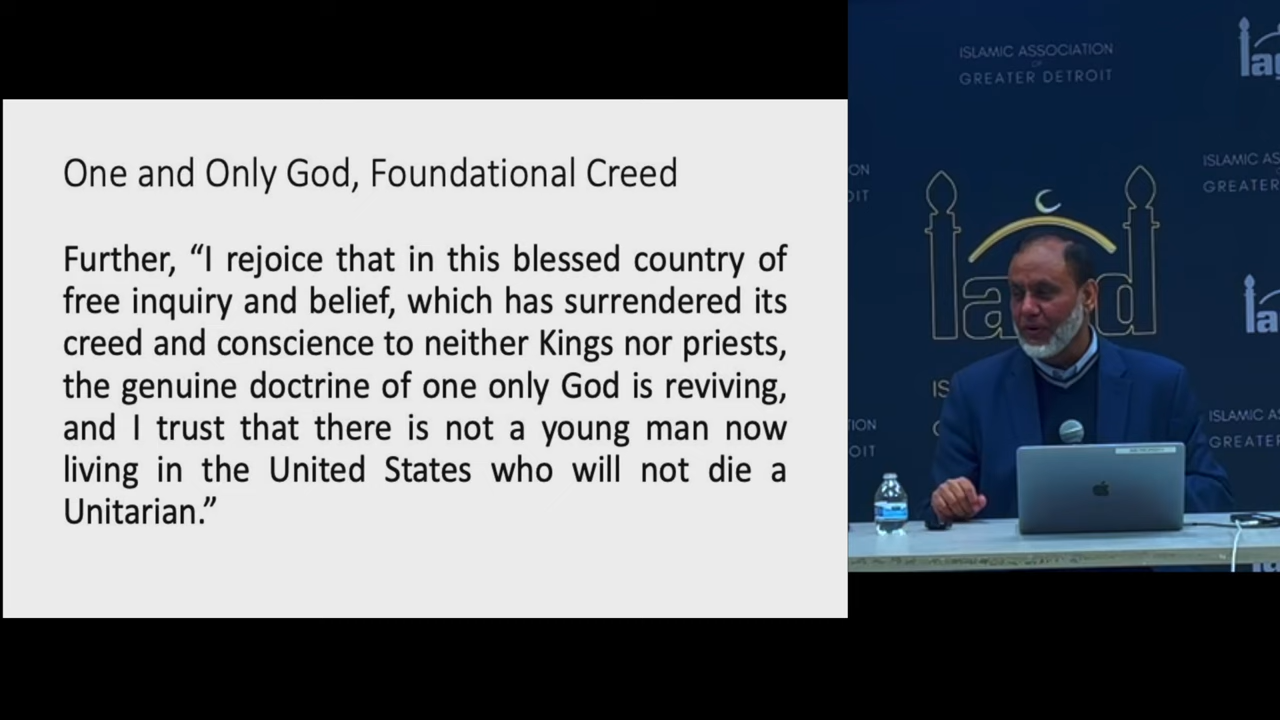 One and Only God, Foundational Creed
Further, “I rejoice that in this blessed country of
free inquiry and belief, which has surrendered its
creed and conscience to neither Kings nor priests,
the genuine doctrine of one only God is reviving,
and I trust that there is not a young man now
living in the United States who will not die a
Unitarian.”
ISLAMIC ASSOCIATION
OF
GREATER DETROIT